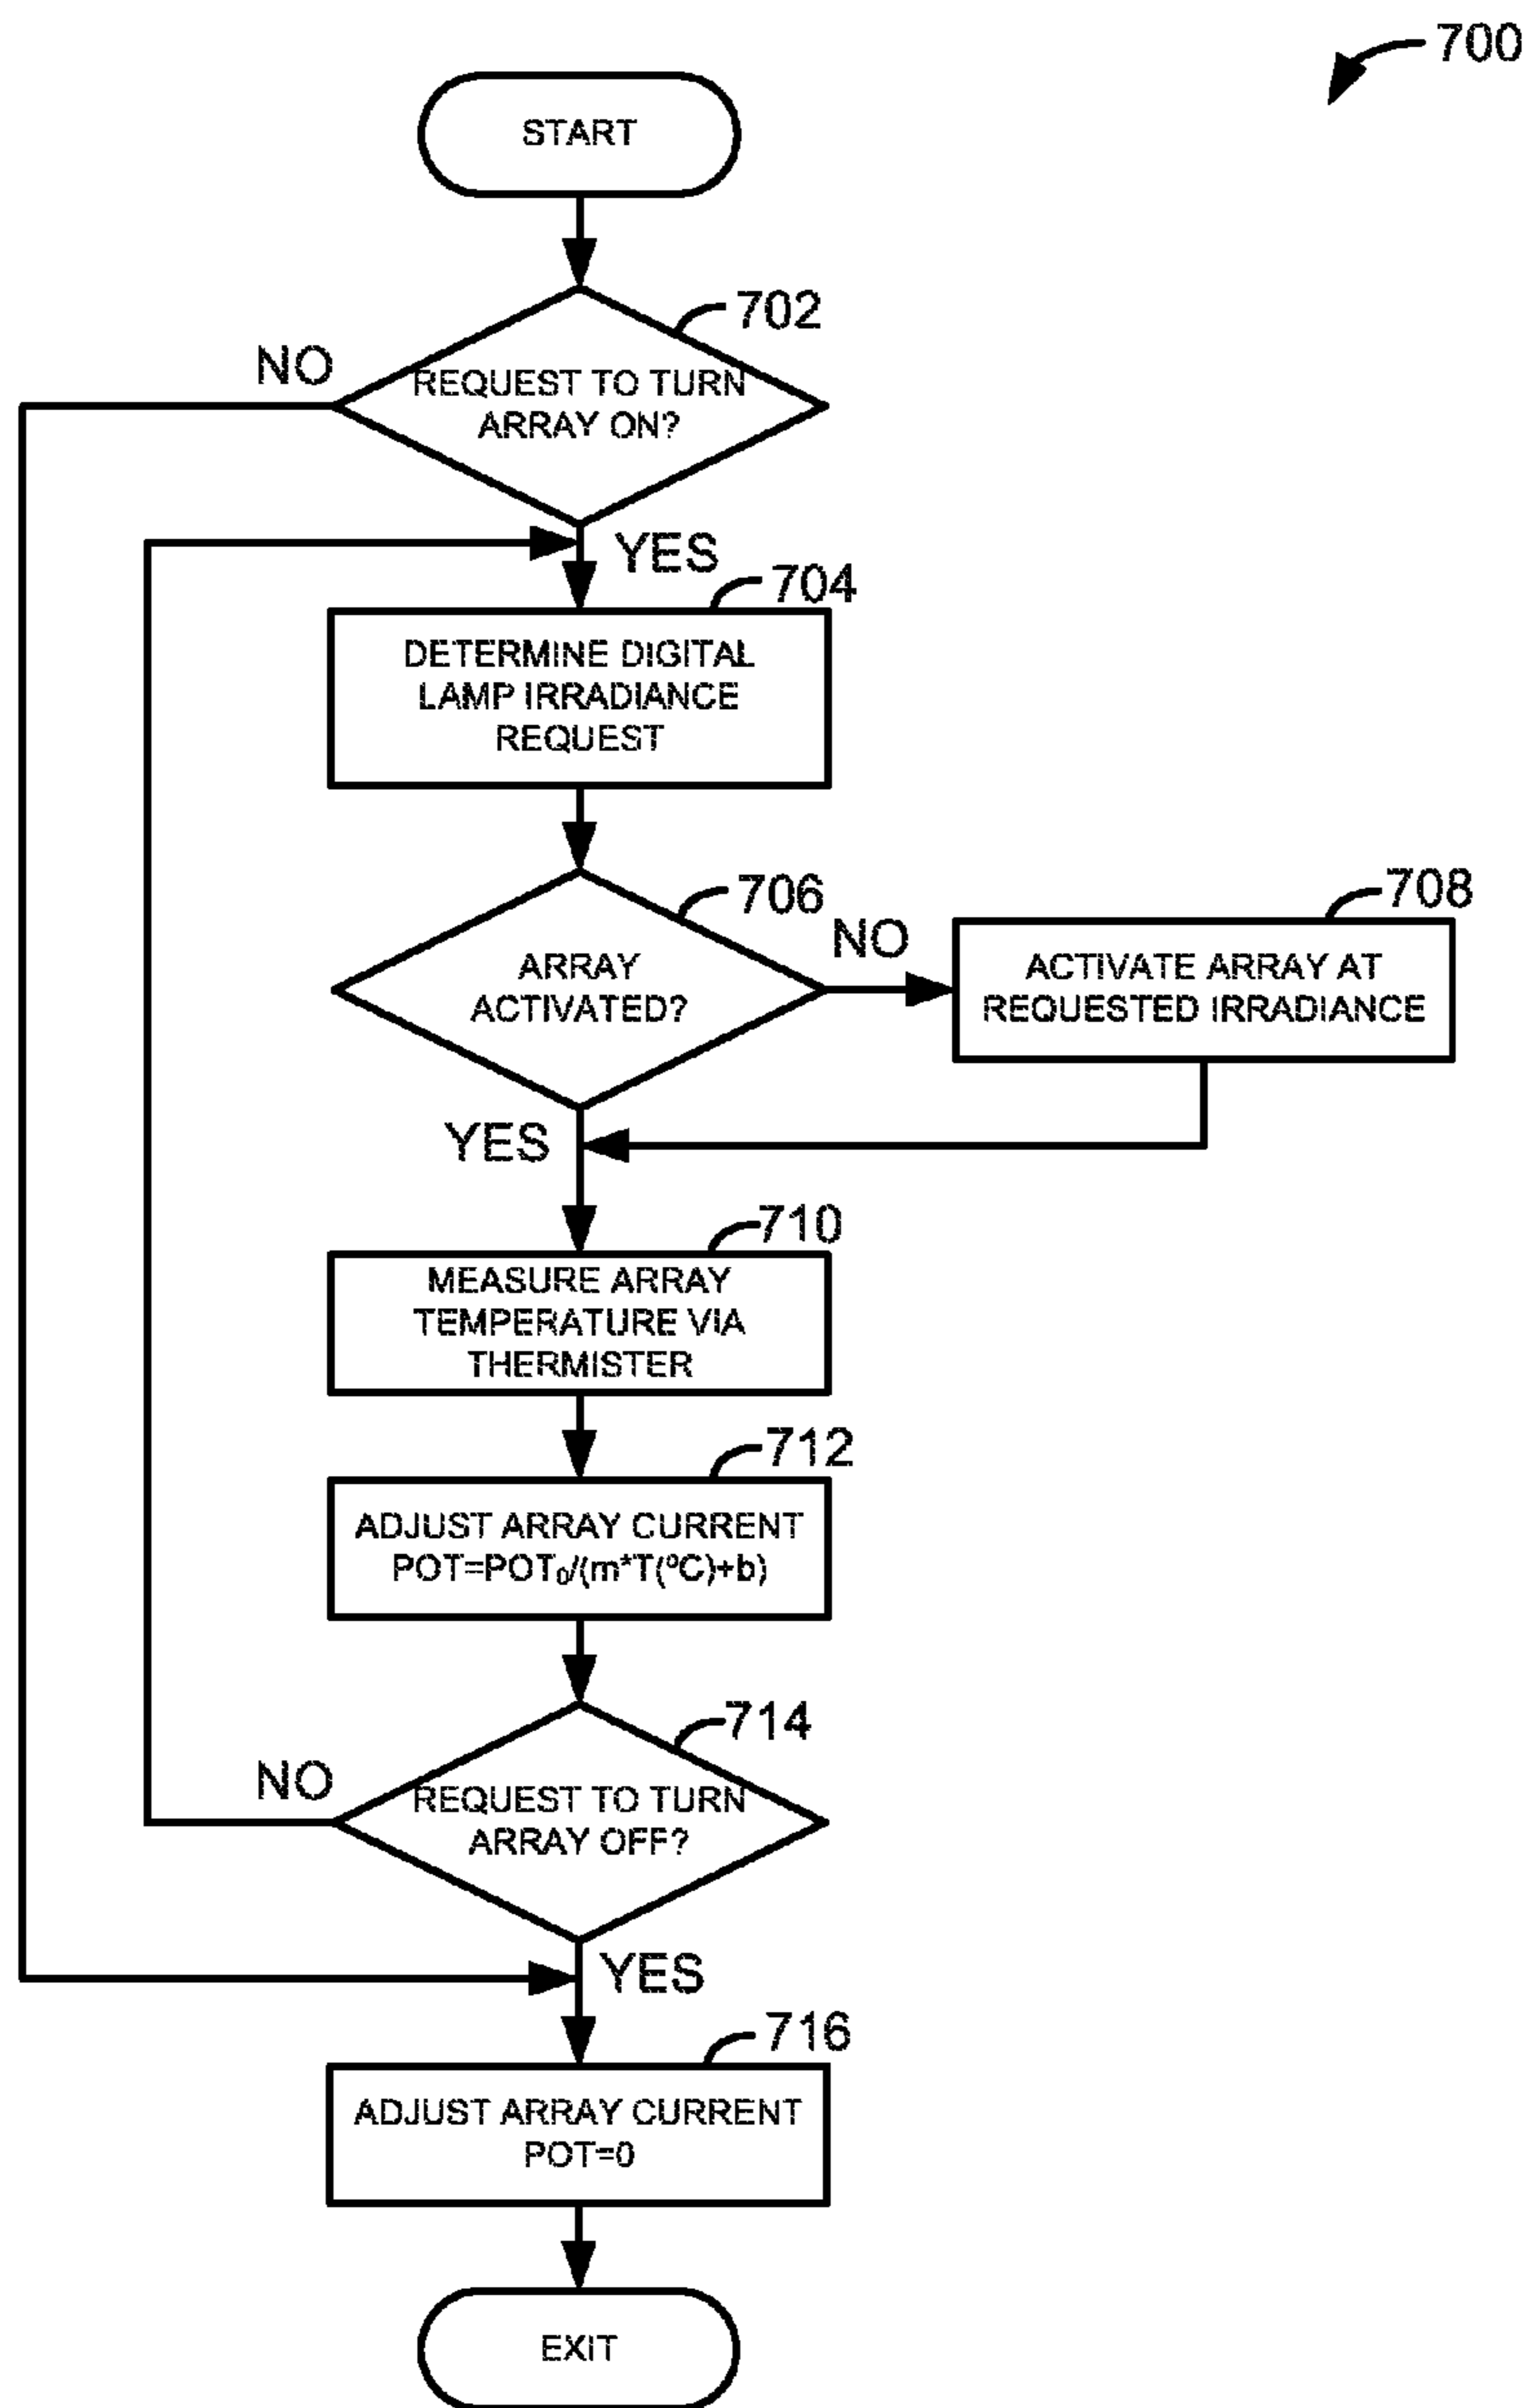 700
START
702
NO
REQUEST TO TURN
ARRAY ON?
YES
704
DETERMINE DIGITAL
LAMP IRRADIANCE
REQUEST
706
NO
708
ARRAY
ACTIVATED?
ACTIVATE ARRAY AT
REQUESTED IRRADIANCE
YES
710
MEASURE ARRAY
TEMPERATURE VIA
THERMISTER
712
ADJUST ARRAY CURRENT
POT=POT₀/(m*T(ºC)+b)
714
NO
REQUEST TO TURN
ARRAY OFF?
YES
716
ADJUST ARRAY CURRENT
POT=0
EXIT